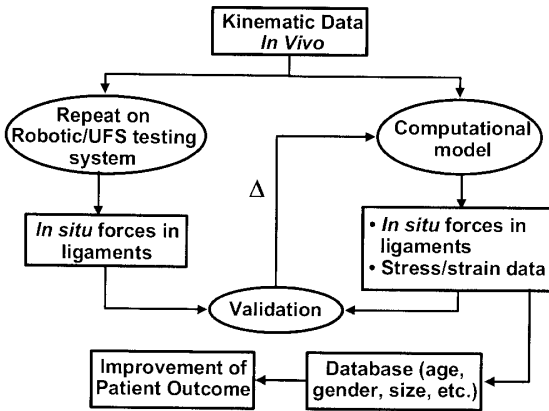 Kinematic Data
In Vivo
Repeat on
Robotic/UFS testing
system
Computational
model
Δ
In situ forces in
ligaments
• In situ forces in
ligaments
• Stress/strain data
Validation
Improvement of
Patient Outcome
Database (age,
gender, size, etc.)